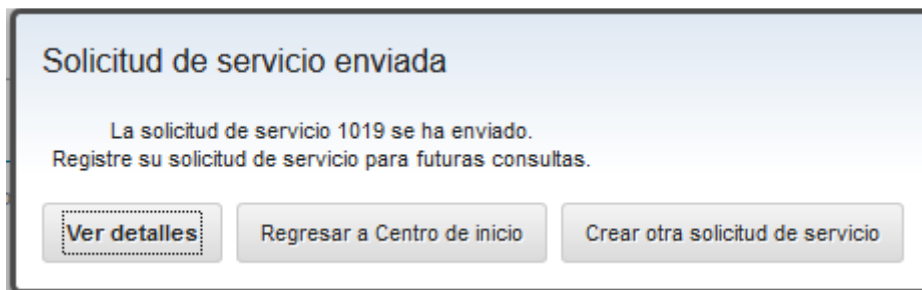 Solicitud de servicio enviada
La solicitud de servicio 1019 se ha enviado.
Registre su solicitud de servicio para futuras consultas.
Ver detalles
Regresar a Centro de inicio
Crear otra solicitud de servicio